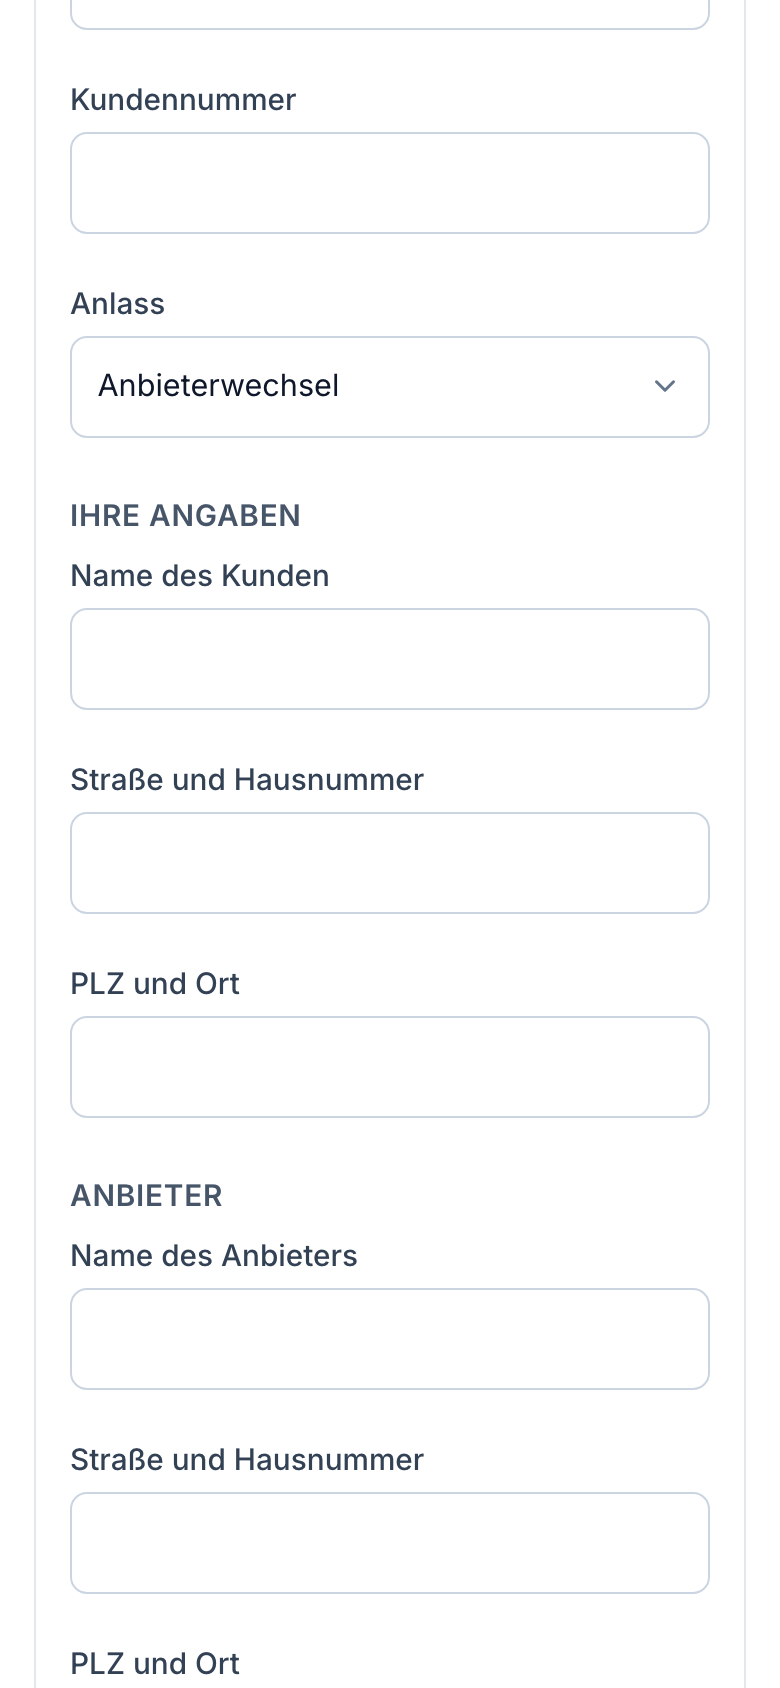 Kundennummer
Anlass
Anbieterwechsel
IHRE ANGABEN
Name des Kunden
Straße und Hausnummer
PLZ und Ort
ANBIETER
Name des Anbieters
Straße und Hausnummer
PLZ und Ort